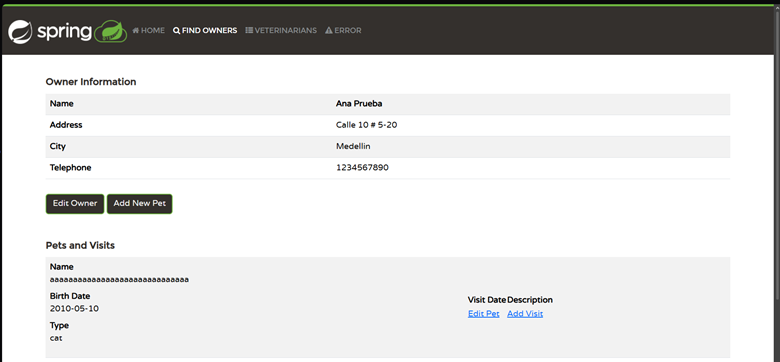 spring HOME FIND OWNERS VETERINARIANS ERROR
Owner Information
Name Ana Prueba
Address Calle 10 # 5-20
City Medellin
Telephone 1234567890
Edit Owner Add New Pet
Pets and Visits
Name
aaaaaaaaaaaaaaaaaaaaaaaaaaaaaa
Birth Date
2010-05-10
Type
cat
Visit Date Description
Edit Pet Add Visit